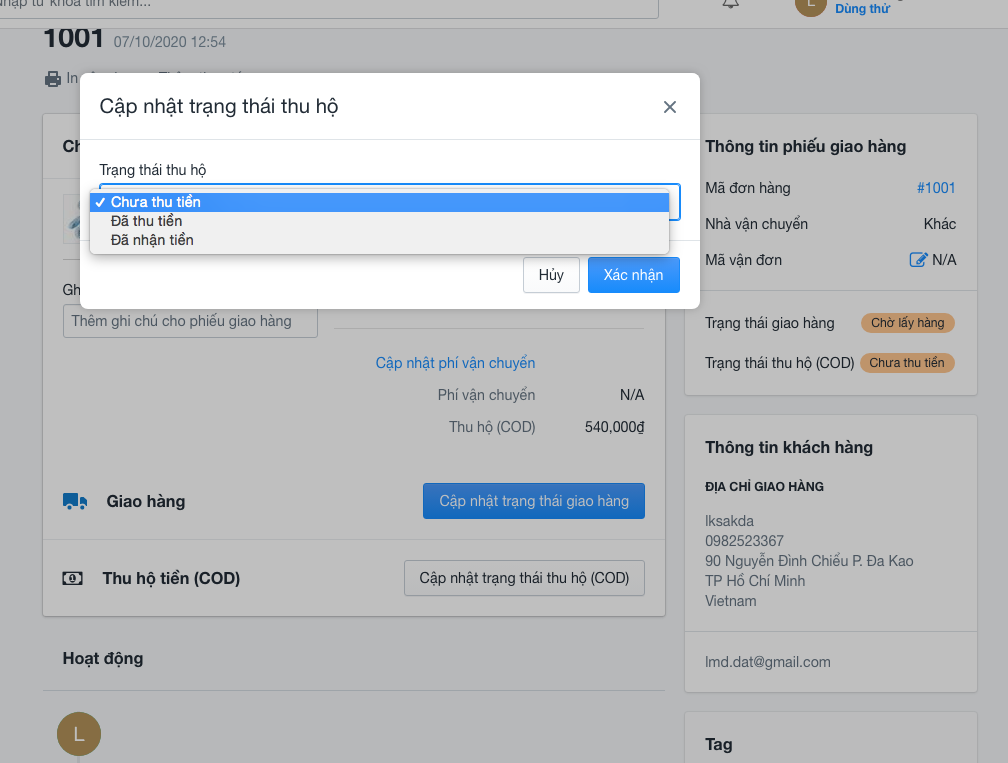 Nhập từ khóa tìm kiếm...
L
Dùng thử
1001 07/10/2020 12:54
In
Cập nhật trạng thái thu hộ
Trạng thái thu hộ
✓ Chưa thu tiền
Đã thu tiền
Đã nhận tiền
Hủy
Xác nhận
Ch
Gh
Thêm ghi chú cho phiếu giao hàng
Cập nhật phí vận chuyển
Phí vận chuyển N/A
Thu hộ (COD) 540,000₫
Giao hàng
Cập nhật trạng thái giao hàng
Thu hộ tiền (COD)
Cập nhật trạng thái thu hộ (COD)
Hoạt động
L
Thông tin phiếu giao hàng
Mã đơn hàng #1001
Nhà vận chuyển Khác
Mã vận đơn N/A
Trạng thái giao hàng Chờ lấy hàng
Trạng thái thu hộ (COD) Chưa thu tiền
Thông tin khách hàng
ĐỊA CHỈ GIAO HÀNG
lksakda
0982523367
90 Nguyễn Đình Chiểu P. Đa Kao
TP Hồ Chí Minh
Vietnam
lmd.dat@gmail.com
Tag